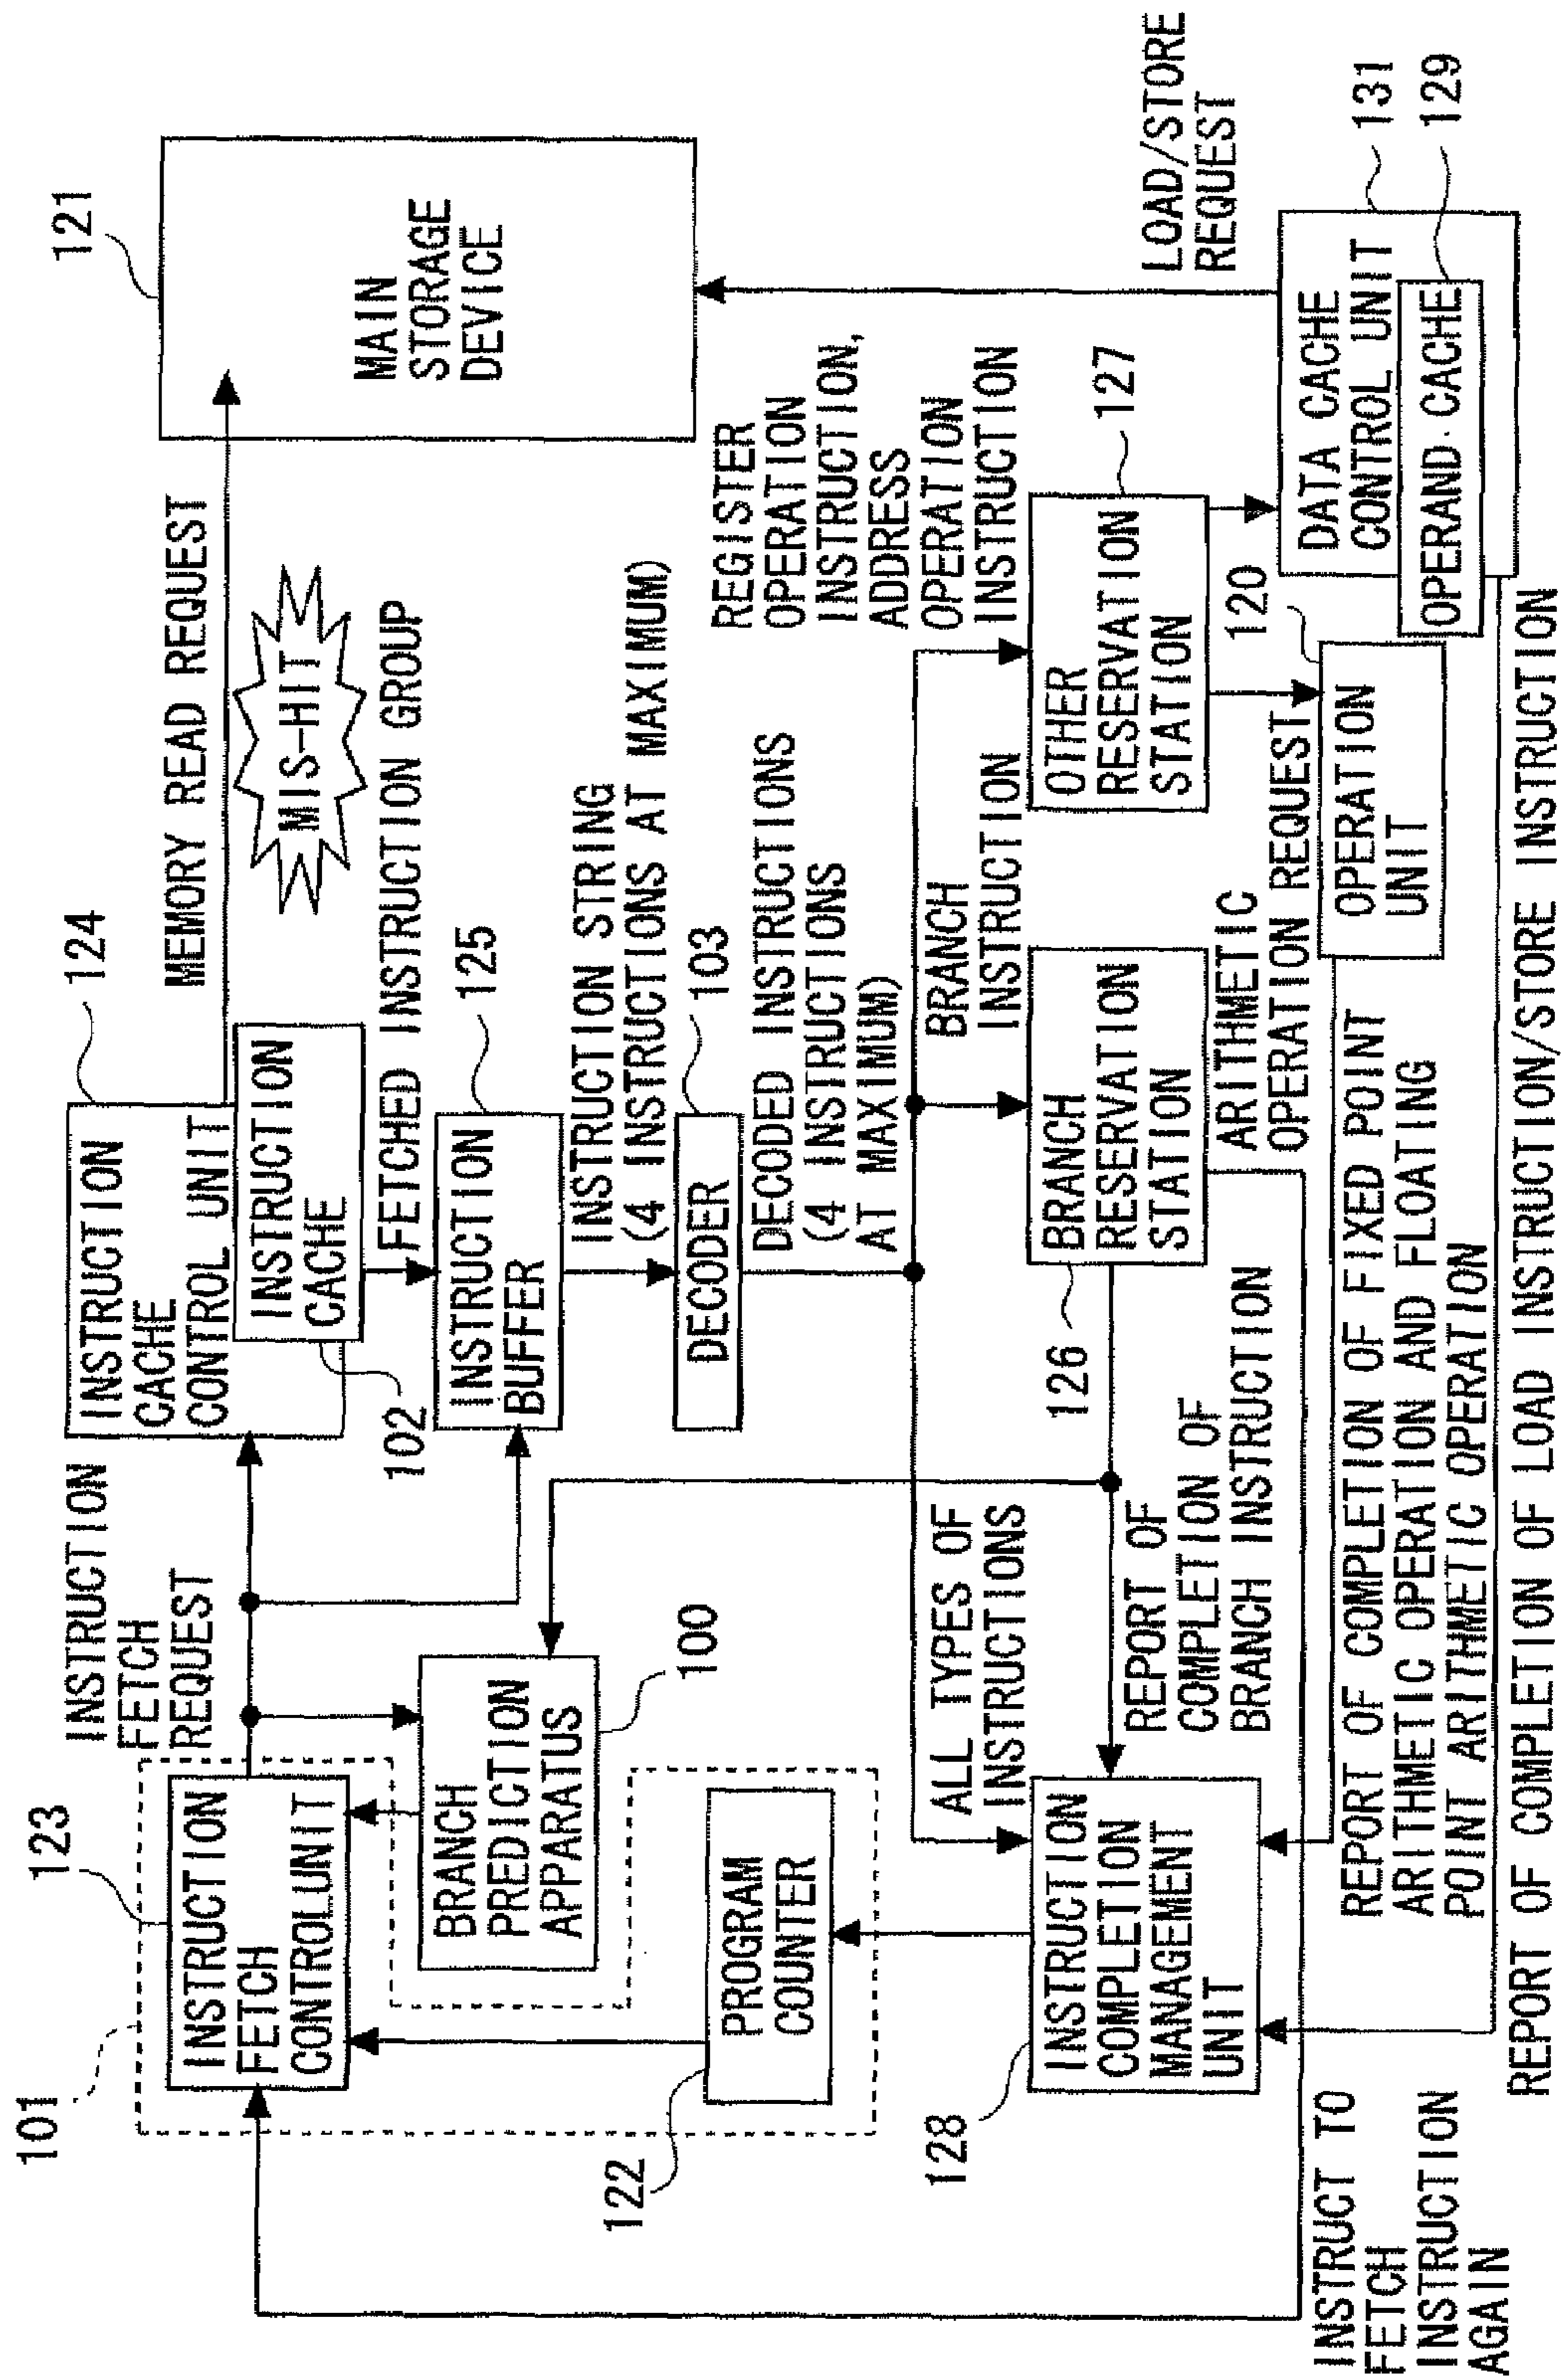 101
123
INSTRUCTION
FETCH
CONTROLUNIT
INSTRUCTION
FETCH
REQUEST
124
INSTRUCTION
CACHE
CONTROL UNIT
INSTRUCTION
CACHE
102
MEMORY READ REQUEST
MIS-HIT
121
MAIN
STORAGE
DEVICE
FETCHED INSTRUCTION GROUP
BRANCH
PREDICTION
APPARATUS
100
INSTRUCTION
BUFFER
125
INSTRUCTION STRING
(4 INSTRUCTIONS AT MAXIMUM)
122
PROGRAM
COUNTER
DECODER
103
DECODED INSTRUCTIONS
(4 INSTRUCTIONS
AT MAXIMUM)
REGISTER
OPERATION
INSTRUCTION,
ADDRESS
OPERATION
INSTRUCTION
ALL TYPES OF
INSTRUCTIONS
BRANCH
INSTRUCTION
128
INSTRUCTION
COMPLETION
MANAGEMENT
UNIT
126
BRANCH
RESERVATION
STATION
OTHER
RESERVATION
STATION
127
LOAD/STORE
REQUEST
REPORT OF
COMPLETION OF
BRANCH INSTRUCTION
ARITHMETIC
OPERATION REQUEST
120
OPERATION
UNIT
DATA CACHE
CONTROL UNIT
131
OPERAND CACHE
129
INSTRUCT TO
FETCH
INSTRUCTION
AGAIN
REPORT OF COMPLETION OF FIXED POINT
ARITHMETIC OPERATION AND FLOATING
POINT ARITHMETIC OPERATION
REPORT OF COMPLETION OF LOAD INSTRUCTION/STORE INSTRUCTION